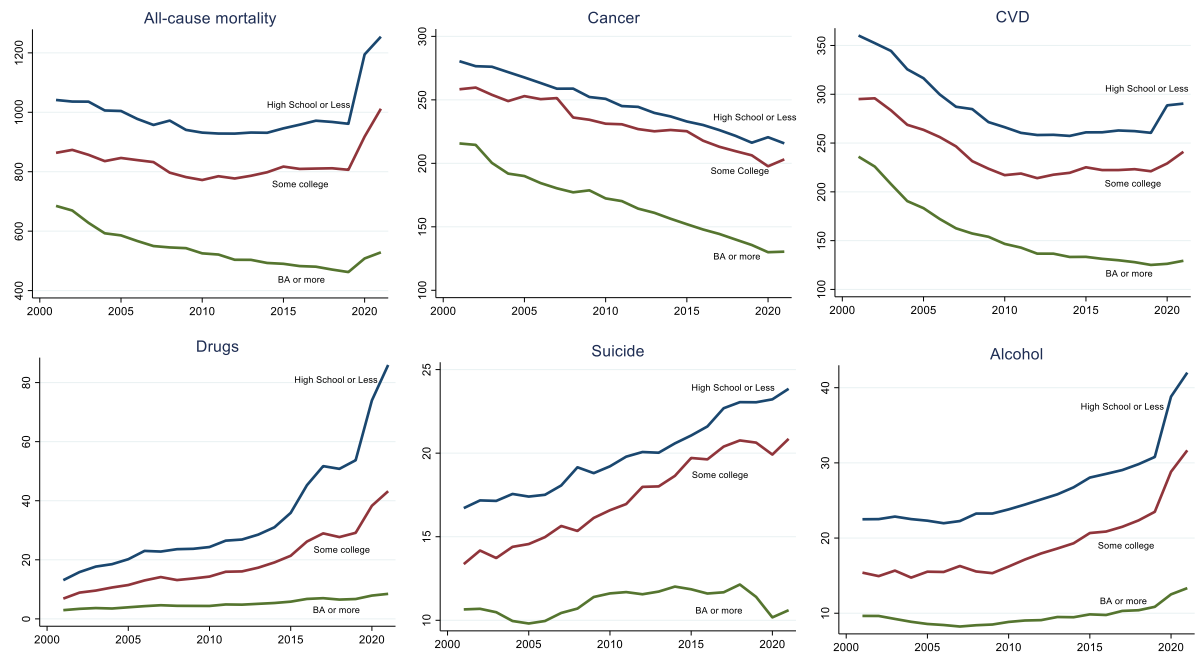 All-cause mortality
1200
1000
800
600
400
High School or Less
Some college
BA or more
2000 2005 2010 2015 2020
Cancer
300
250
200
150
100
High School or Less
Some College
BA or more
2000 2005 2010 2015 2020
CVD
350
300
250
200
150
100
High School or Less
Some college
BA or more
2000 2005 2010 2015 2020
Drugs
80
60
40
20
0
High School or Less
Some college
BA or more
2000 2005 2010 2015 2020
Suicide
25
20
15
10
High School or Less
Some college
BA or more
2000 2005 2010 2015 2020
Alcohol
40
30
20
10
High School or Less
Some college
BA or more
2000 2005 2010 2015 2020